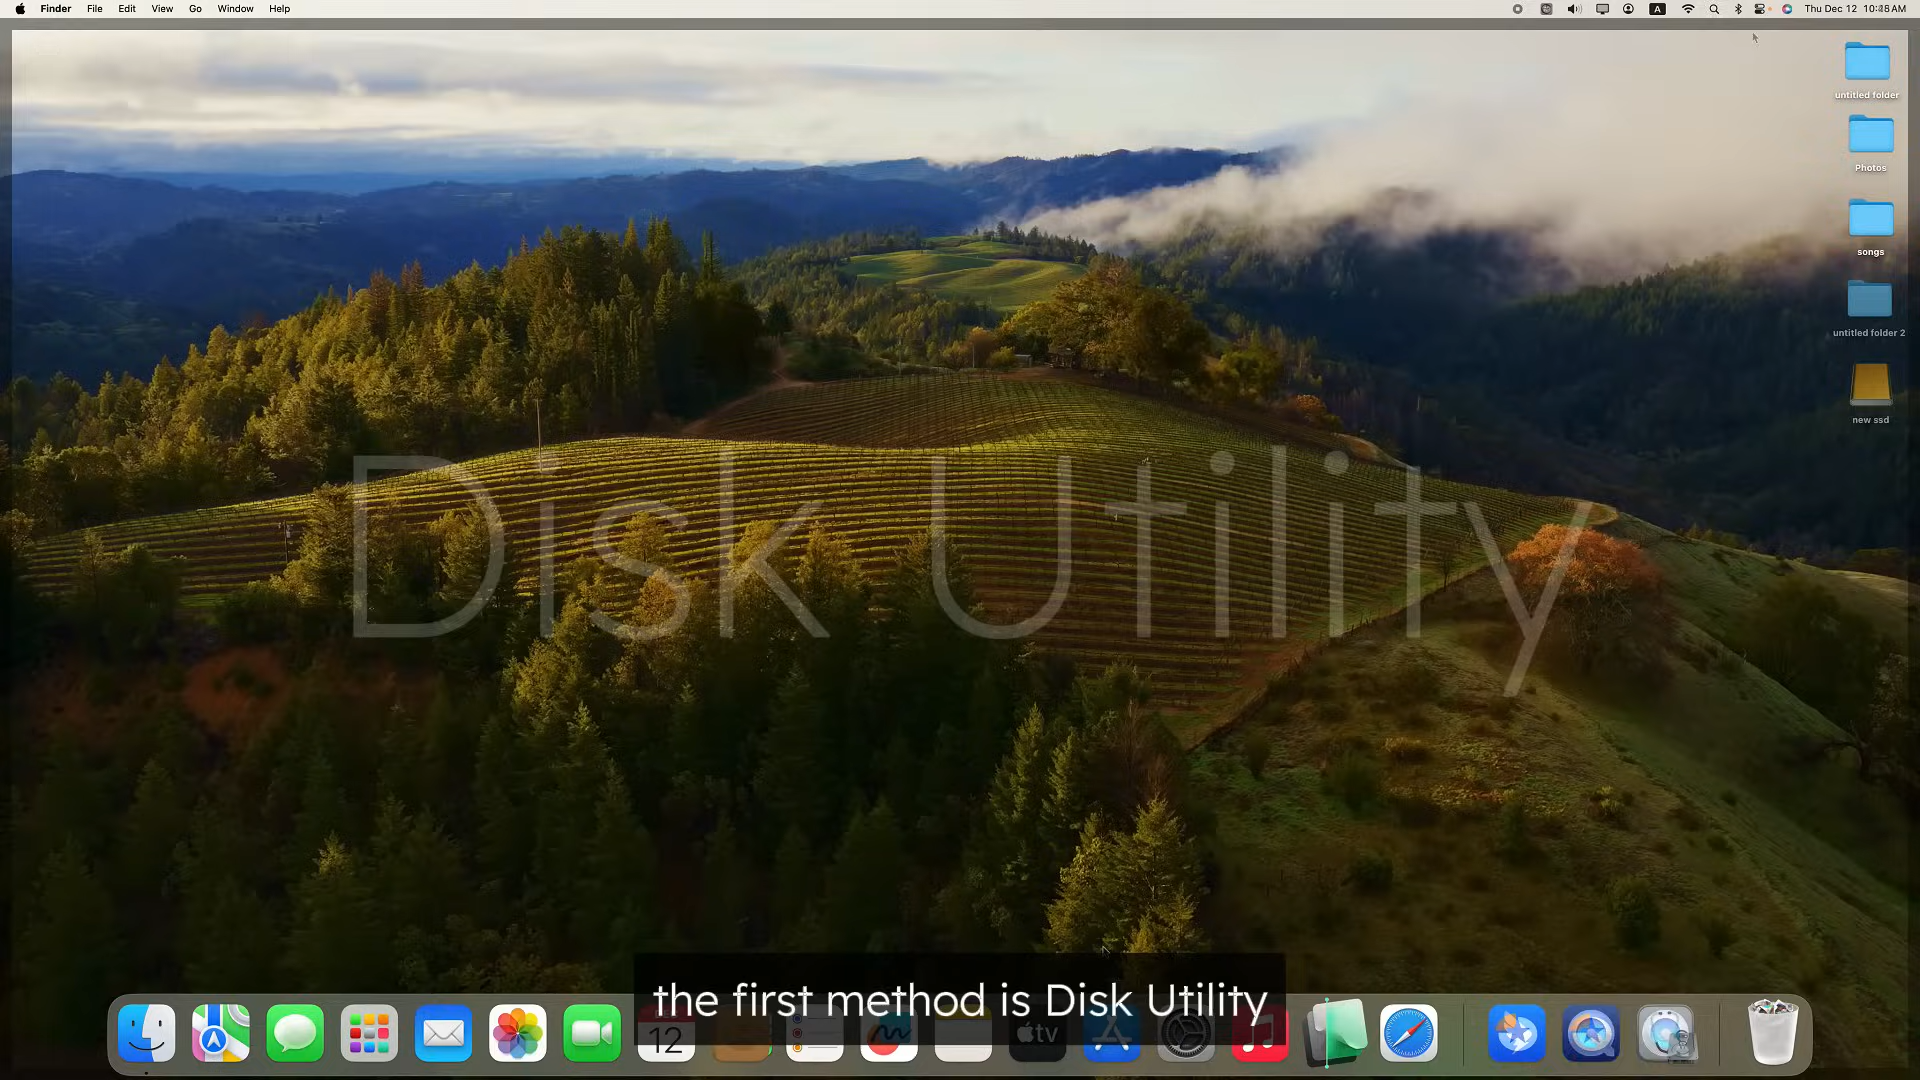 Finder File Edit View Go Window Help
A
Thu Dec 12 10:48 AM
untitled folder
Photos
songs
untitled folder 2
new ssd
Disk Utility
the first method is Disk Utility
12
tv